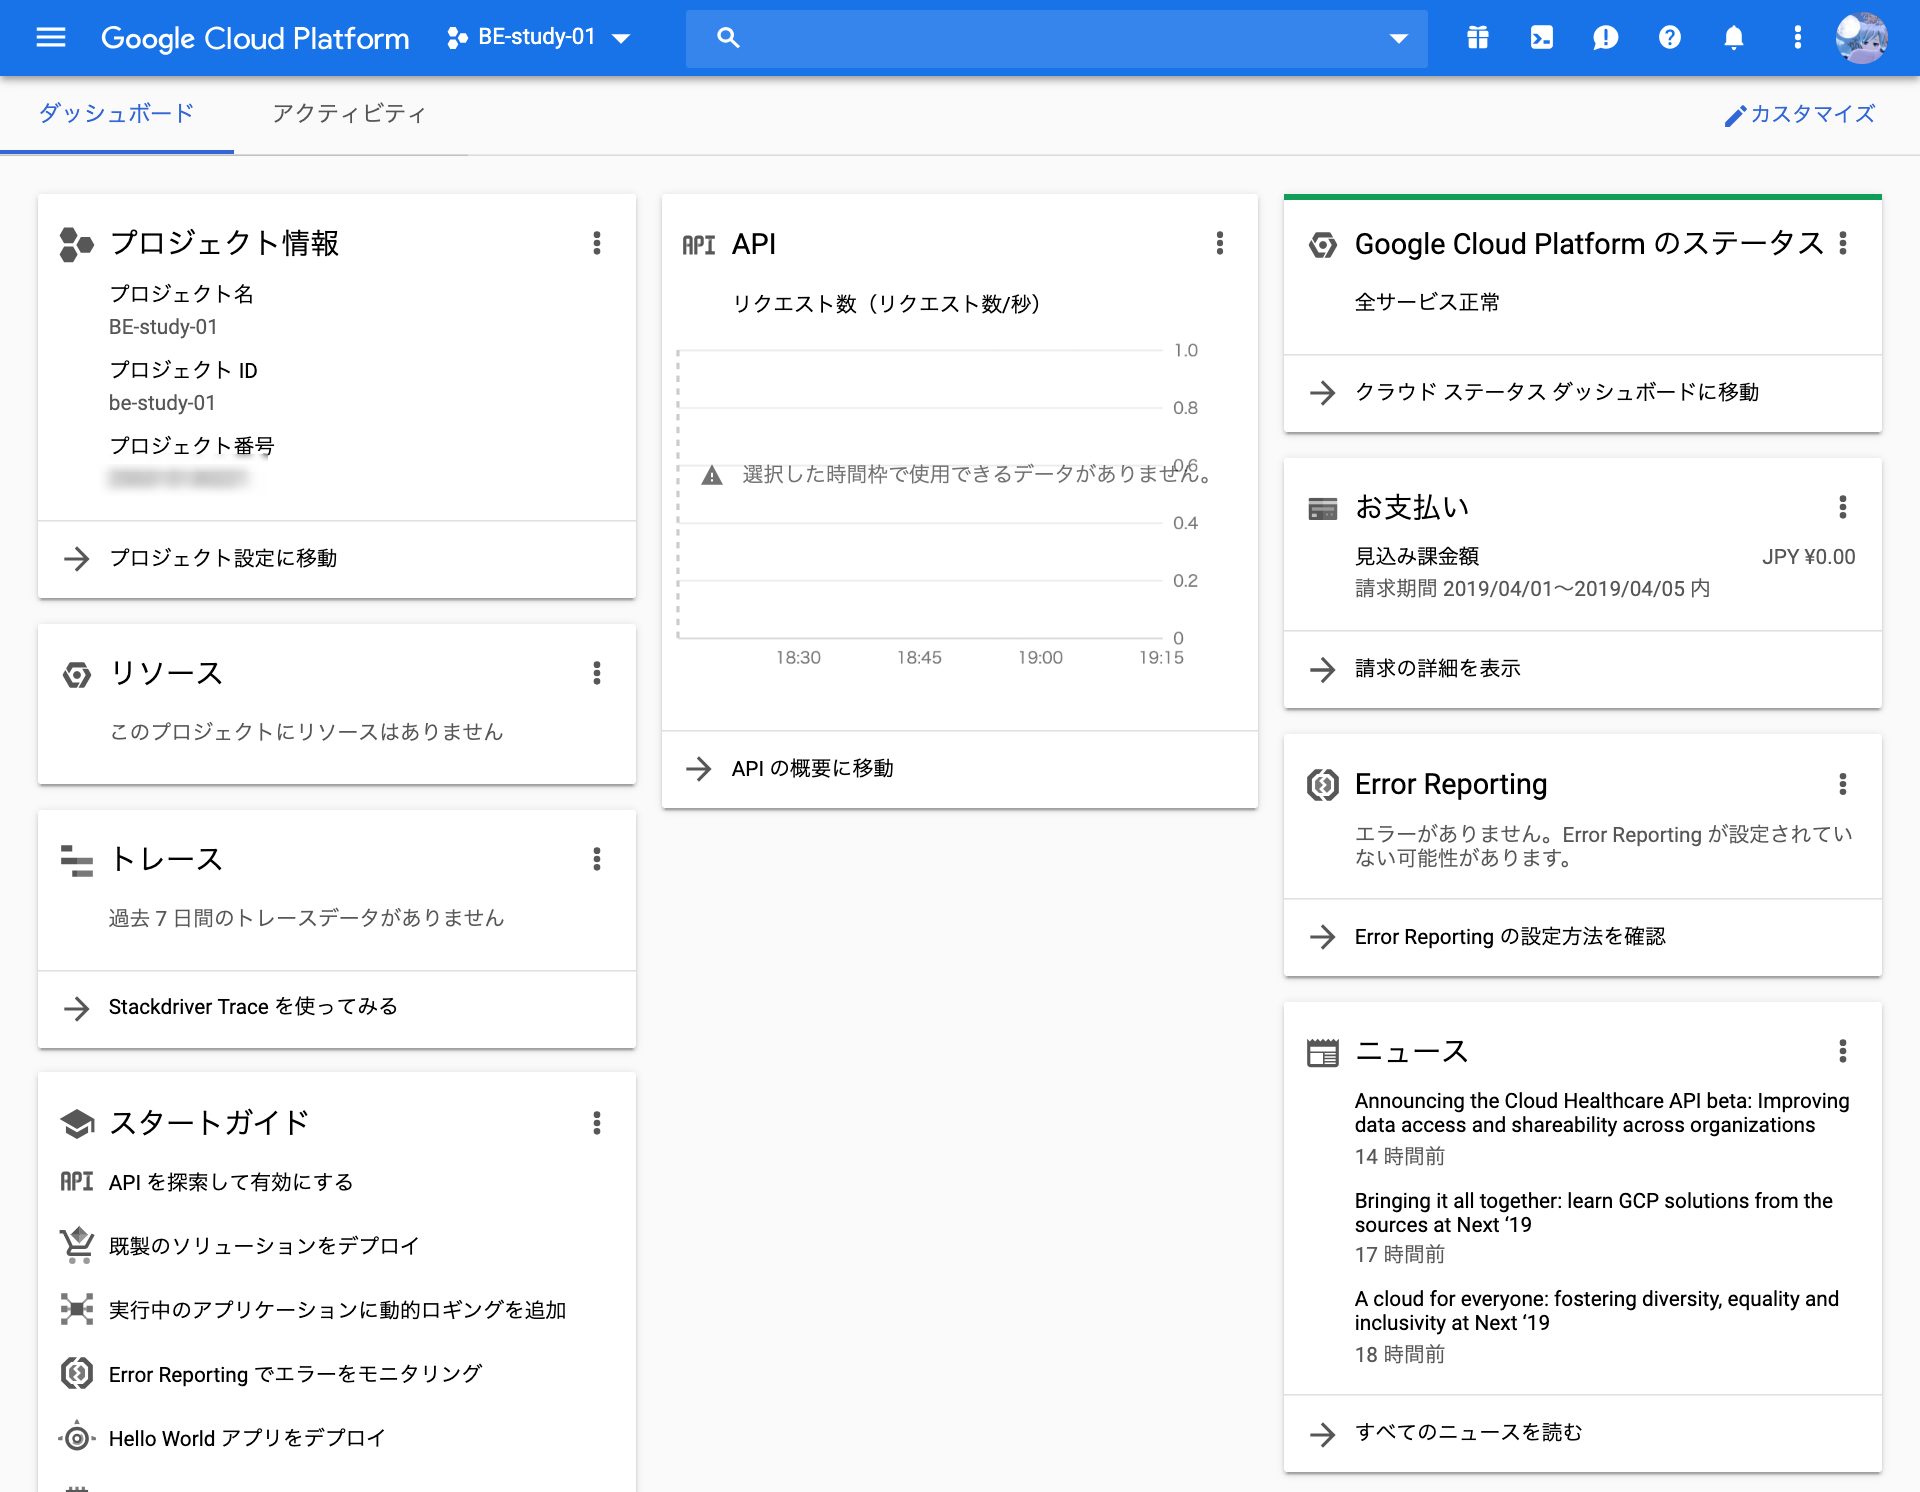 Google Cloud Platform
BE-study-01
ダッシュボード
アクティビティ
カスタマイズ
プロジェクト情報
プロジェクト名
BE-study-01
プロジェクト ID
be-study-01
プロジェクト番号
プロジェクト設定に移動
リソース
このプロジェクトにリソースはありません
トレース
過去 7 日間のトレースデータがありません
Stackdriver Trace を使ってみる
スタートガイド
API
API を探索して有効にする
既製のソリューションをデプロイ
実行中のアプリケーションに動的ロギングを追加
Error Reporting でエラーをモニタリング
Hello World アプリをデプロイ
API
API
リクエスト数（リクエスト数/秒）
1.0
0.8
0.6
選択した時間枠で使用できるデータがありません。
0.4
0.2
0
18:30
18:45
19:00
19:15
API の概要に移動
Google Cloud Platform のステータス
全サービス正常
クラウド ステータス ダッシュボードに移動
お支払い
見込み課金額
JPY ¥0.00
請求期間 2019/04/01～2019/04/05 内
請求の詳細を表示
Error Reporting
エラーがありません。Error Reporting が設定されてい
ない可能性があります。
Error Reporting の設定方法を確認
ニュース
Announcing the Cloud Healthcare API beta: Improving
data access and shareability across organizations
14 時間前
Bringing it all together: learn GCP solutions from the
sources at Next ‘19
17 時間前
A cloud for everyone: fostering diversity, equality and
inclusivity at Next ‘19
18 時間前
すべてのニュースを読む